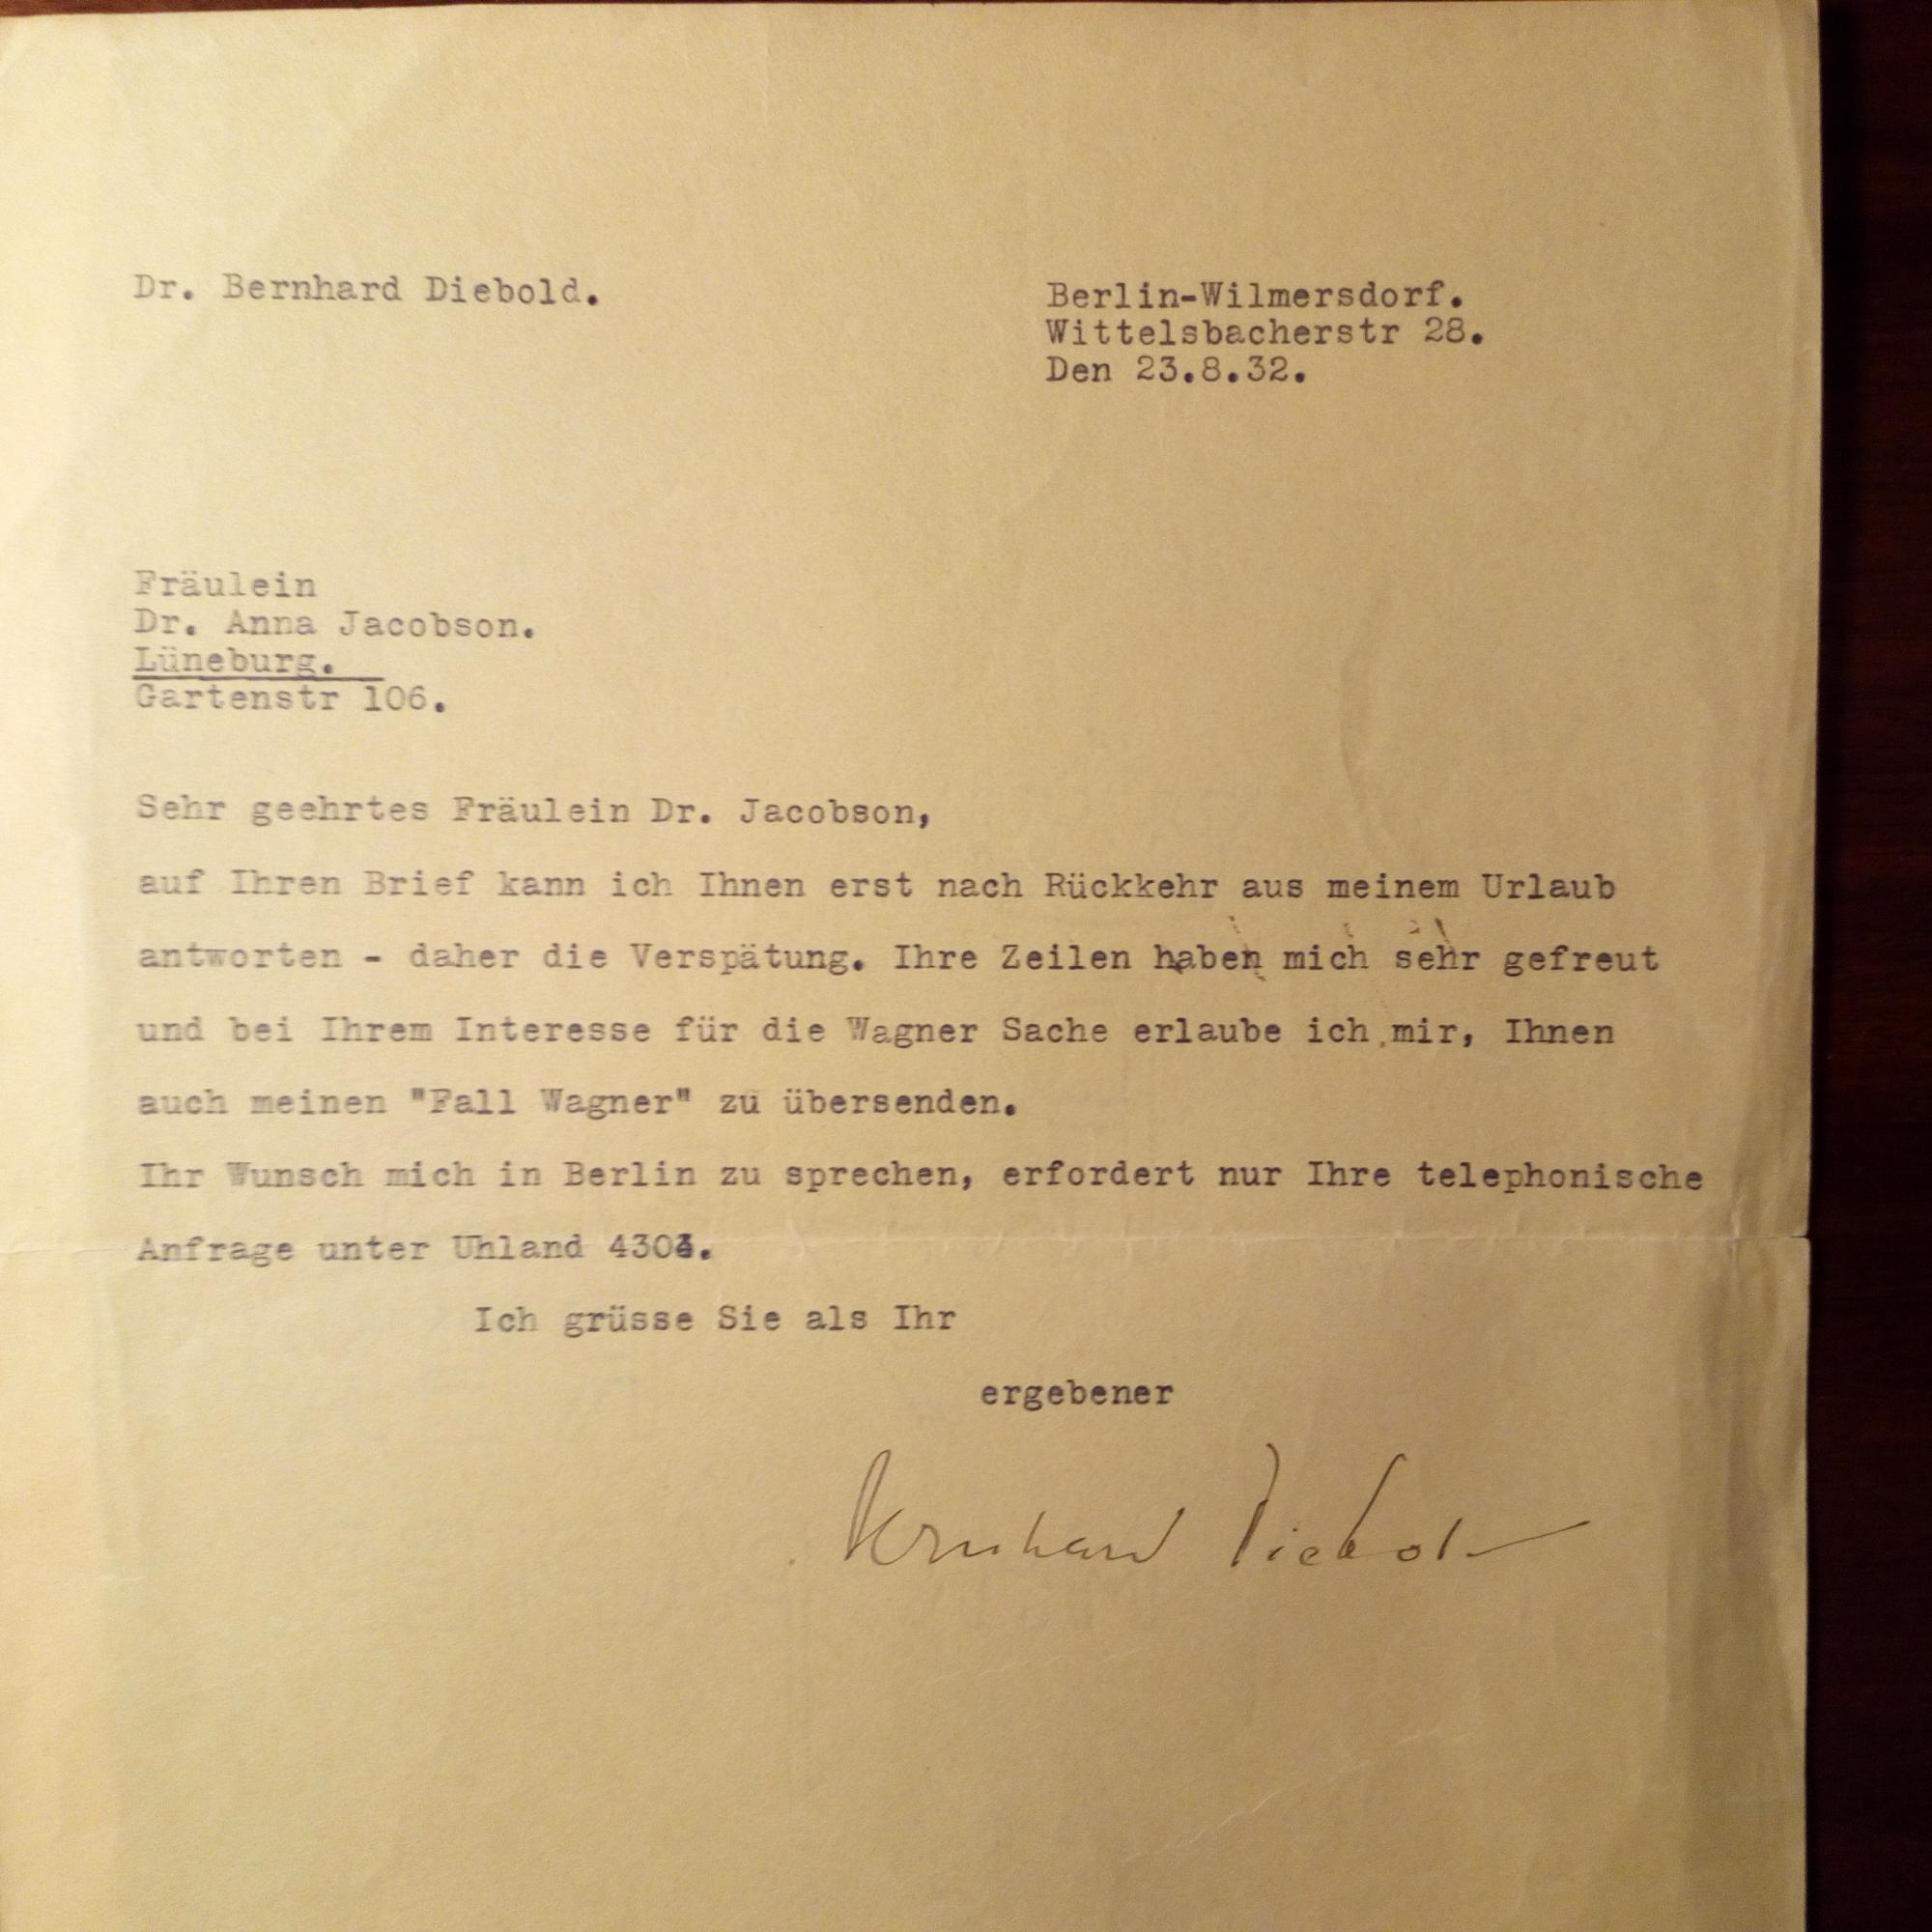 Dr. Bernhard Diebold.
Berlin-Wilmersdorf.
Wittelsbacherstr 28.
Den 23.8.32.
Fräulein
Dr. Anna Jacobson.
Lüneburg.
Gartenstr 106.
Sehr geehrtes Fräulein Dr. Jacobson,
auf Ihren Brief kann ich Ihnen erst nach Rückkehr aus meinem Urlaub
antworten - daher die Verspätung. Ihre Zeilen haben mich sehr gefreut
und bei Ihrem Interesse für die Wagner Sache erlaube ich mir, Ihnen
auch meinen "Fall Wagner" zu übersenden.
Ihr Wunsch mich in Berlin zu sprechen, erfordert nur Ihre telephonische
Anfrage unter Uhland
Ich grüsse Sie als Ihr
ergebener
Bernhard Diebold